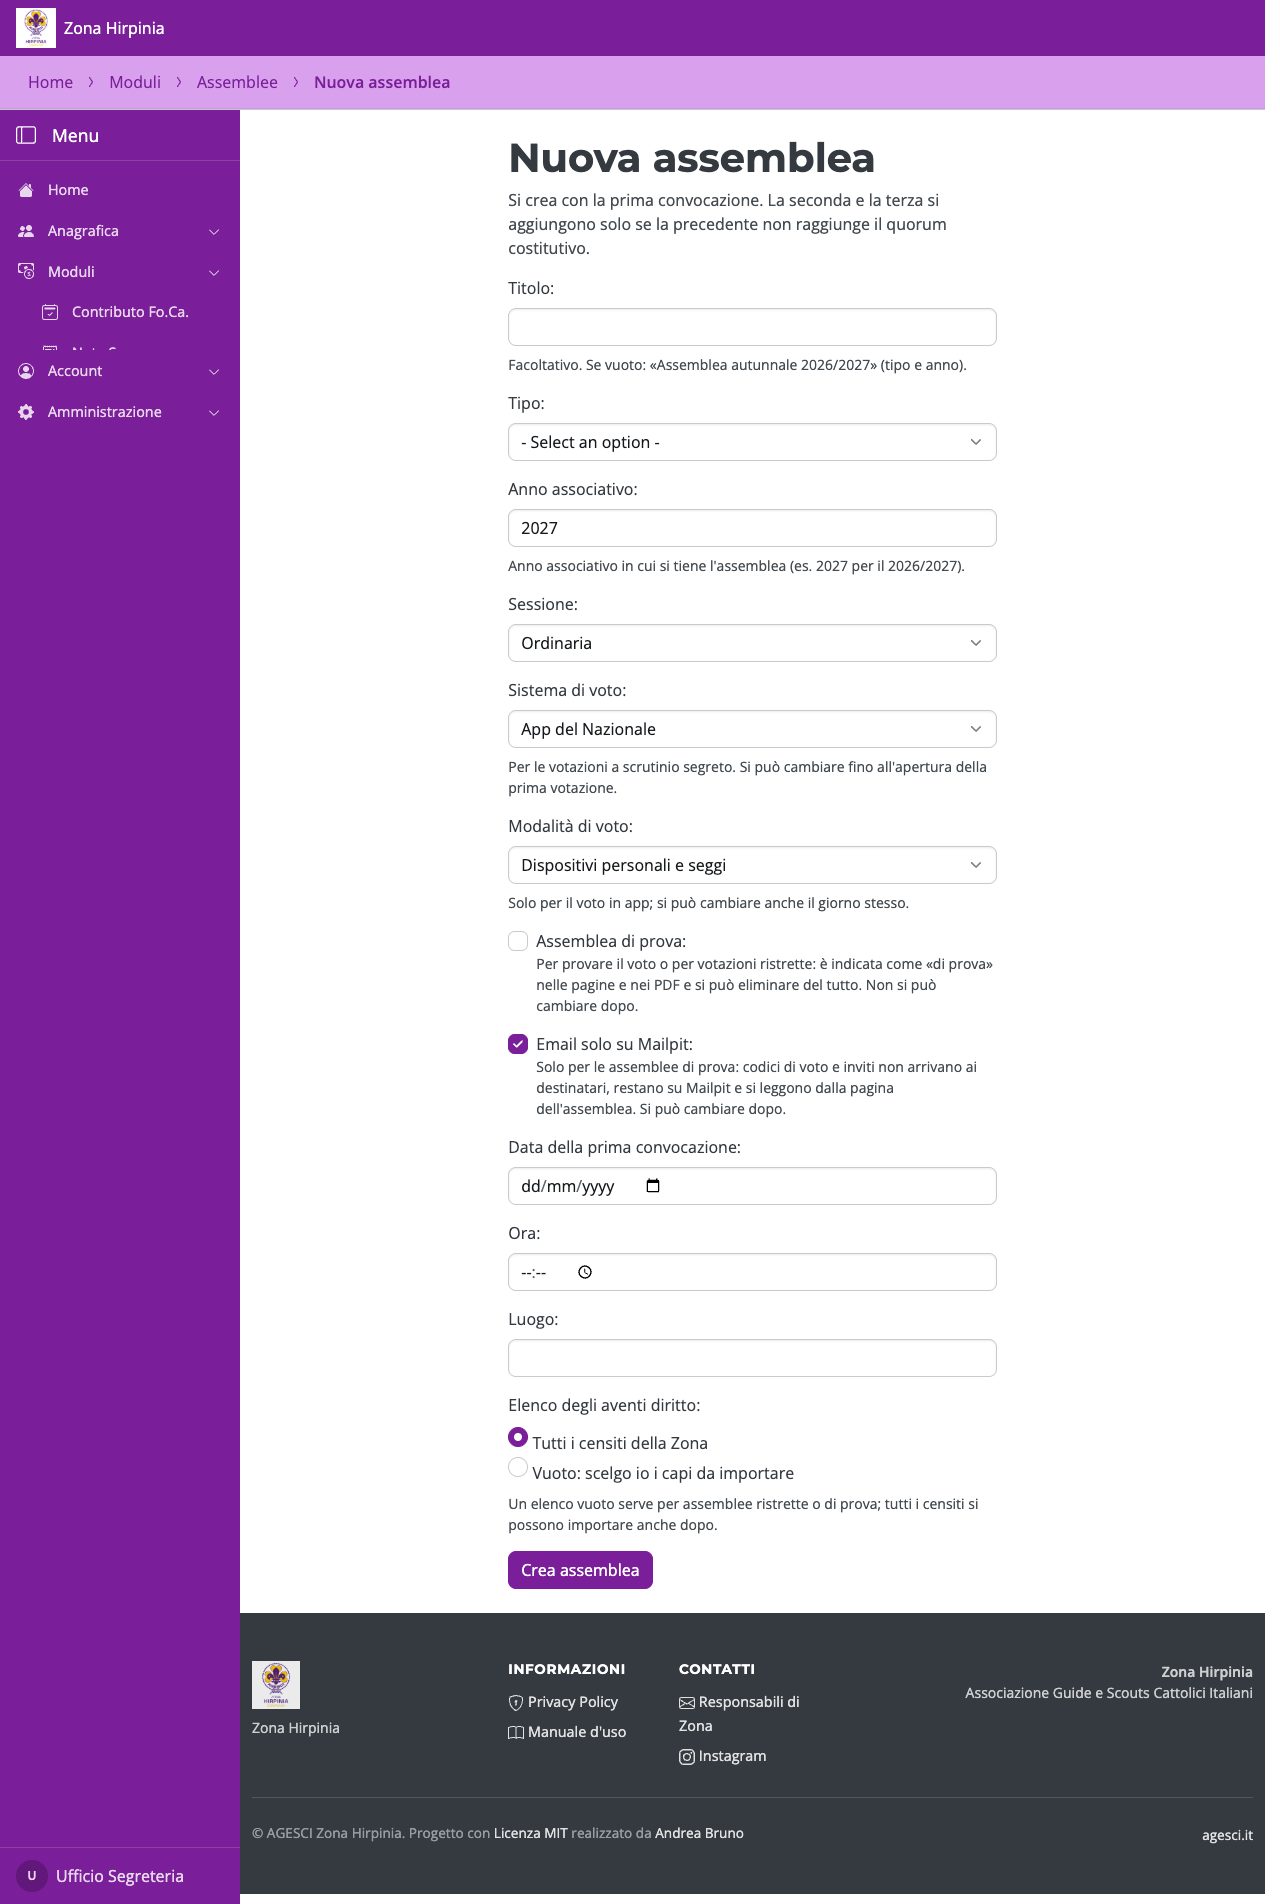 Zona Hirpinia
Home
Moduli
Assemblee
Nuova assemblea
Menu
Home
Anagrafica
Moduli
Contributo Fo.Ca.
Account
Amministrazione
Nuova assemblea
Si crea con la prima convocazione. La seconda e la terza si
aggiungono solo se la precedente non raggiunge il quorum
costitutivo.
Titolo:
Facoltativo. Se vuoto: «Assemblea autunnale 2026/2027» (tipo e anno).
Tipo:
- Select an option -
Anno associativo:
2027
Anno associativo in cui si tiene l'assemblea (es. 2027 per il 2026/2027).
Sessione:
Ordinaria
Sistema di voto:
App del Nazionale
Per le votazioni a scrutinio segreto. Si può cambiare fino all'apertura della
prima votazione.
Modalità di voto:
Dispositivi personali e seggi
Solo per il voto in app; si può cambiare anche il giorno stesso.
Assemblea di prova:
Per provare il voto o per votazioni ristrette: è indicata come «di prova»
nelle pagine e nei PDF e si può eliminare del tutto. Non si può
cambiare dopo.
Email solo su Mailpit:
Solo per le assemblee di prova: codici di voto e inviti non arrivano ai
destinatari, restano su Mailpit e si leggono dalla pagina
dell'assemblea. Si può cambiare dopo.
Data della prima convocazione:
dd/mm/yyyy
Ora:
--:--
Luogo:
Elenco degli aventi diritto:
Tutti i censiti della Zona
Vuoto: scelgo io i capi da importare
Un elenco vuoto serve per assemblee ristrette o di prova; tutti i censiti si
possono importare anche dopo.
Crea assemblea
HIRPINIA
Zona Hirpinia
INFORMAZIONI
Privacy Policy
Manuale d'uso
CONTATTI
Responsabili di
Zona
Instagram
Zona Hirpinia
Associazione Guide e Scouts Cattolici Italiani
© AGESCI Zona Hirpinia. Progetto con Licenza MIT realizzato da Andrea Bruno
agesci.it
U
Ufficio Segreteria